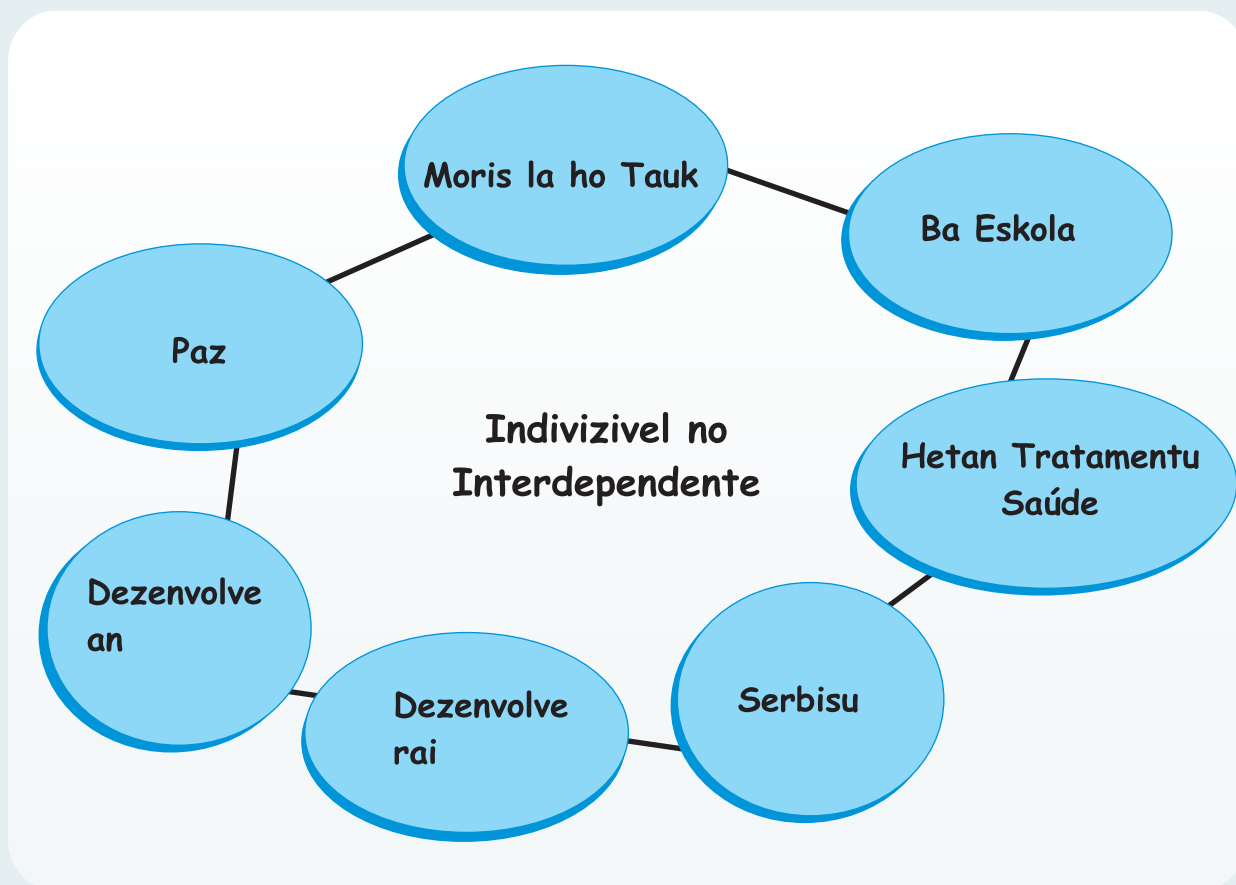 Moris la ho Tauk
Ba Eskola
Paz
Indivizivel no
Interdependente
Hetan Tratamentu
Saúde
Dezenvolve
an
Dezenvolve
rai
Serbisu